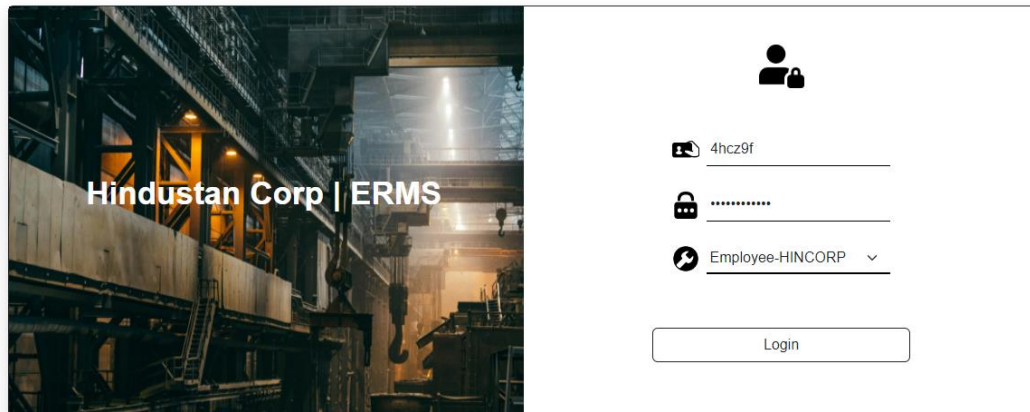 Hindustan Corp | ERMS
4hcz9f
••••••••••••
Employee-HINCORP
Login